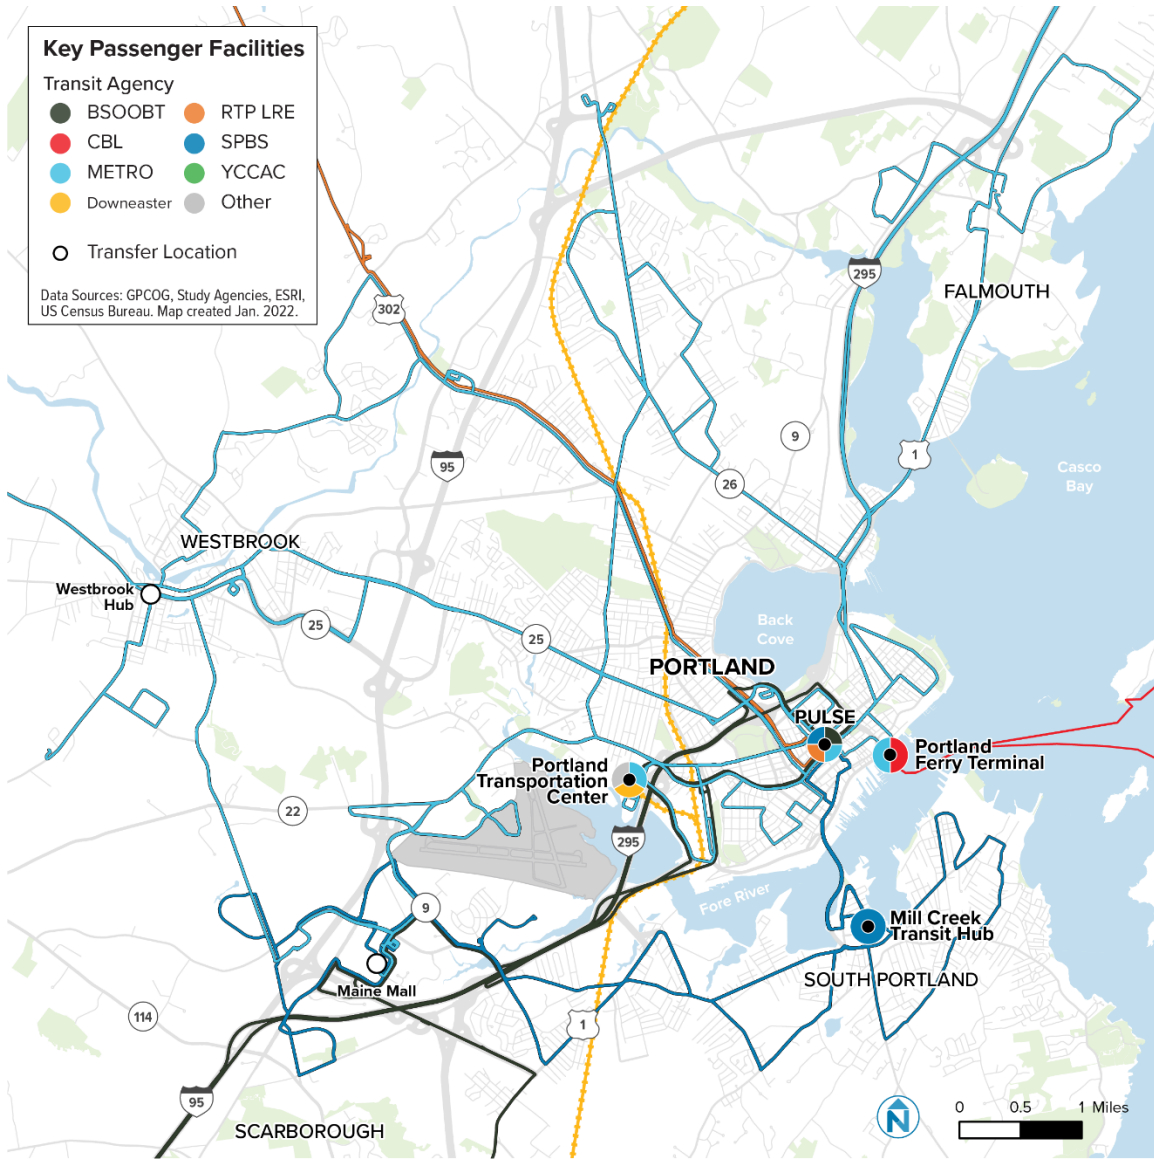 Key Passenger Facilities
Transit Agency
BSOOBT
RTP LRE
CBL
SPBS
METRO
YCCAC
Downeaster
Other
Transfer Location
Data Sources: GPCOG, Study Agencies, ESRI,
US Census Bureau. Map created Jan. 2022.
302
295
FALMOUTH
9
1
95
Casco
Bay
26
WESTBROOK
Westbrook
Hub
25
25
Back
Cove
PORTLAND
PULSE
Portland
Ferry Terminal
Portland
Transportation
Center
22
295
Fore River
9
Mill Creek
Transit Hub
Maine Mall
SOUTH PORTLAND
114
1
95
SCARBOROUGH
N
0 0.5 1 Miles